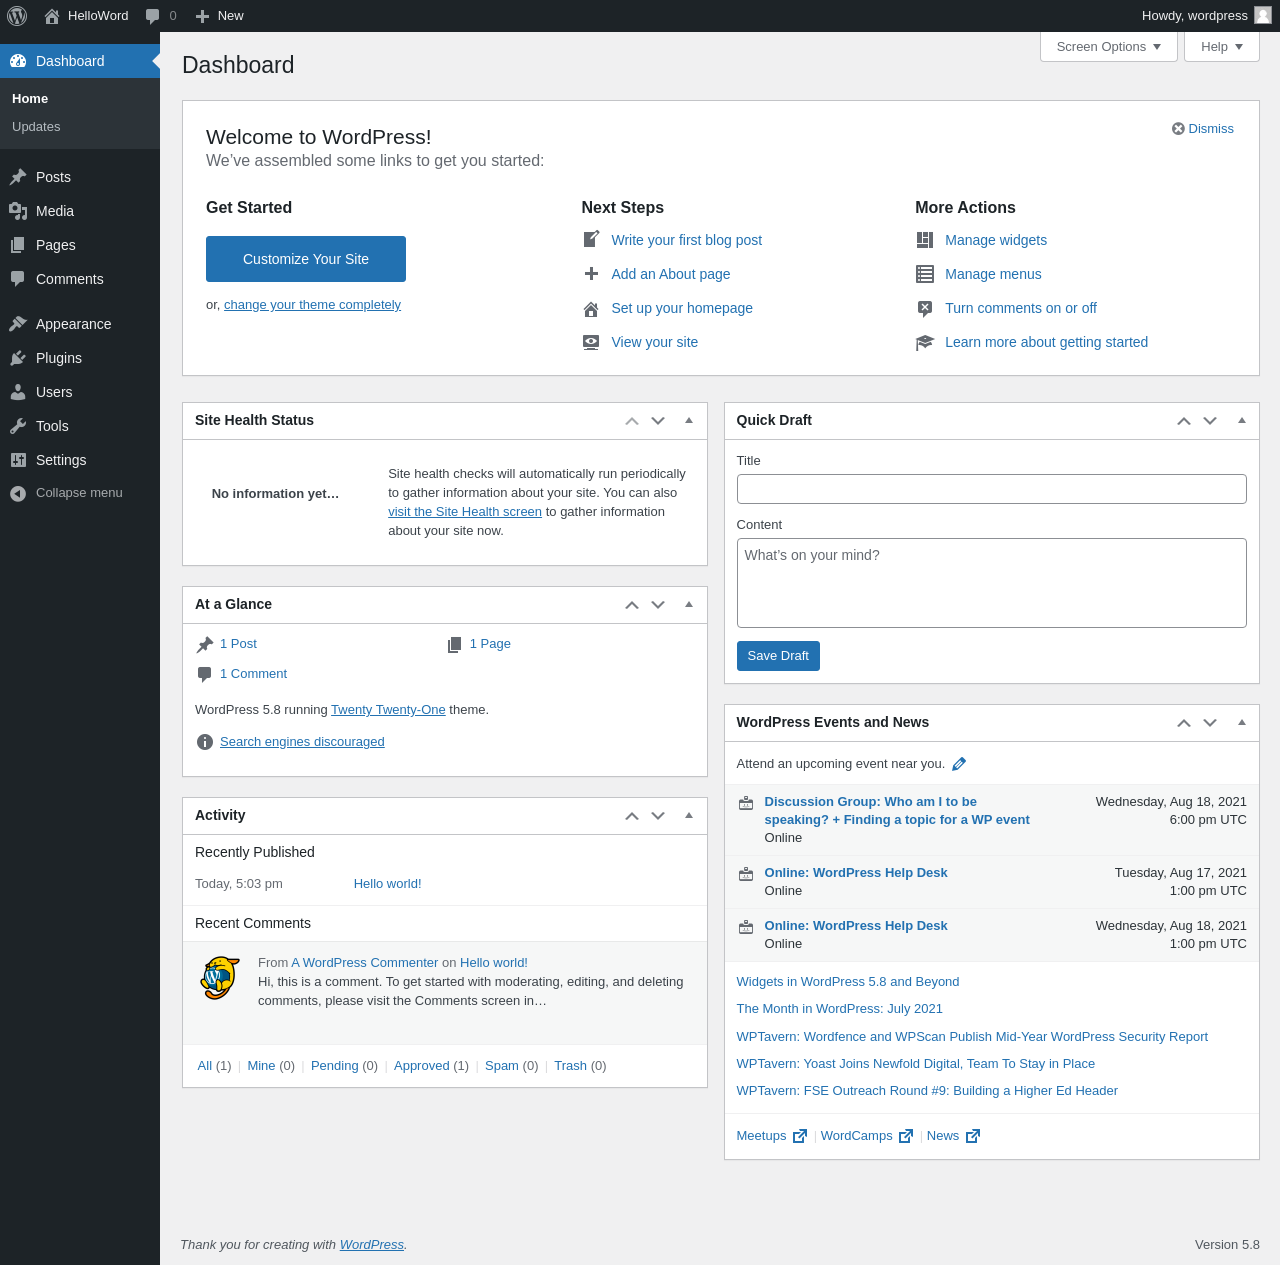 HelloWord 0 New Howdy, wordpress
Dashboard
Home
Updates
Posts
Media
Pages
Comments
Appearance
Plugins
Users
Tools
Settings
Collapse menu
Screen Options Help
Dashboard
Welcome to WordPress!
Dismiss
We’ve assembled some links to get you started:
Get Started
Customize Your Site
or, change your theme completely
Next Steps
Write your first blog post
Add an About page
Set up your homepage
View your site
More Actions
Manage widgets
Manage menus
Turn comments on or off
Learn more about getting started
Site Health Status
No information yet…
Site health checks will automatically run periodically
to gather information about your site. You can also
visit the Site Health screen to gather information
about your site now.
At a Glance
1 Post 1 Page
1 Comment
WordPress 5.8 running Twenty Twenty-One theme.
Search engines discouraged
Activity
Recently Published
Today, 5:03 pm Hello world!
Recent Comments
From A WordPress Commenter on Hello world!
Hi, this is a comment. To get started with moderating, editing, and deleting
comments, please visit the Comments screen in…
All (1) | Mine (0) | Pending (0) | Approved (1) | Spam (0) | Trash (0)
Quick Draft
Title
Content
What’s on your mind?
Save Draft
WordPress Events and News
Attend an upcoming event near you.
Discussion Group: Who am I to be Wednesday, Aug 18, 2021
speaking? + Finding a topic for a WP event 6:00 pm UTC
Online
Online: WordPress Help Desk Tuesday, Aug 17, 2021
Online 1:00 pm UTC
Online: WordPress Help Desk Wednesday, Aug 18, 2021
Online 1:00 pm UTC
Widgets in WordPress 5.8 and Beyond
The Month in WordPress: July 2021
WPTavern: Wordfence and WPScan Publish Mid-Year WordPress Security Report
WPTavern: Yoast Joins Newfold Digital, Team To Stay in Place
WPTavern: FSE Outreach Round #9: Building a Higher Ed Header
Meetups | WordCamps | News
Thank you for creating with WordPress. Version 5.8